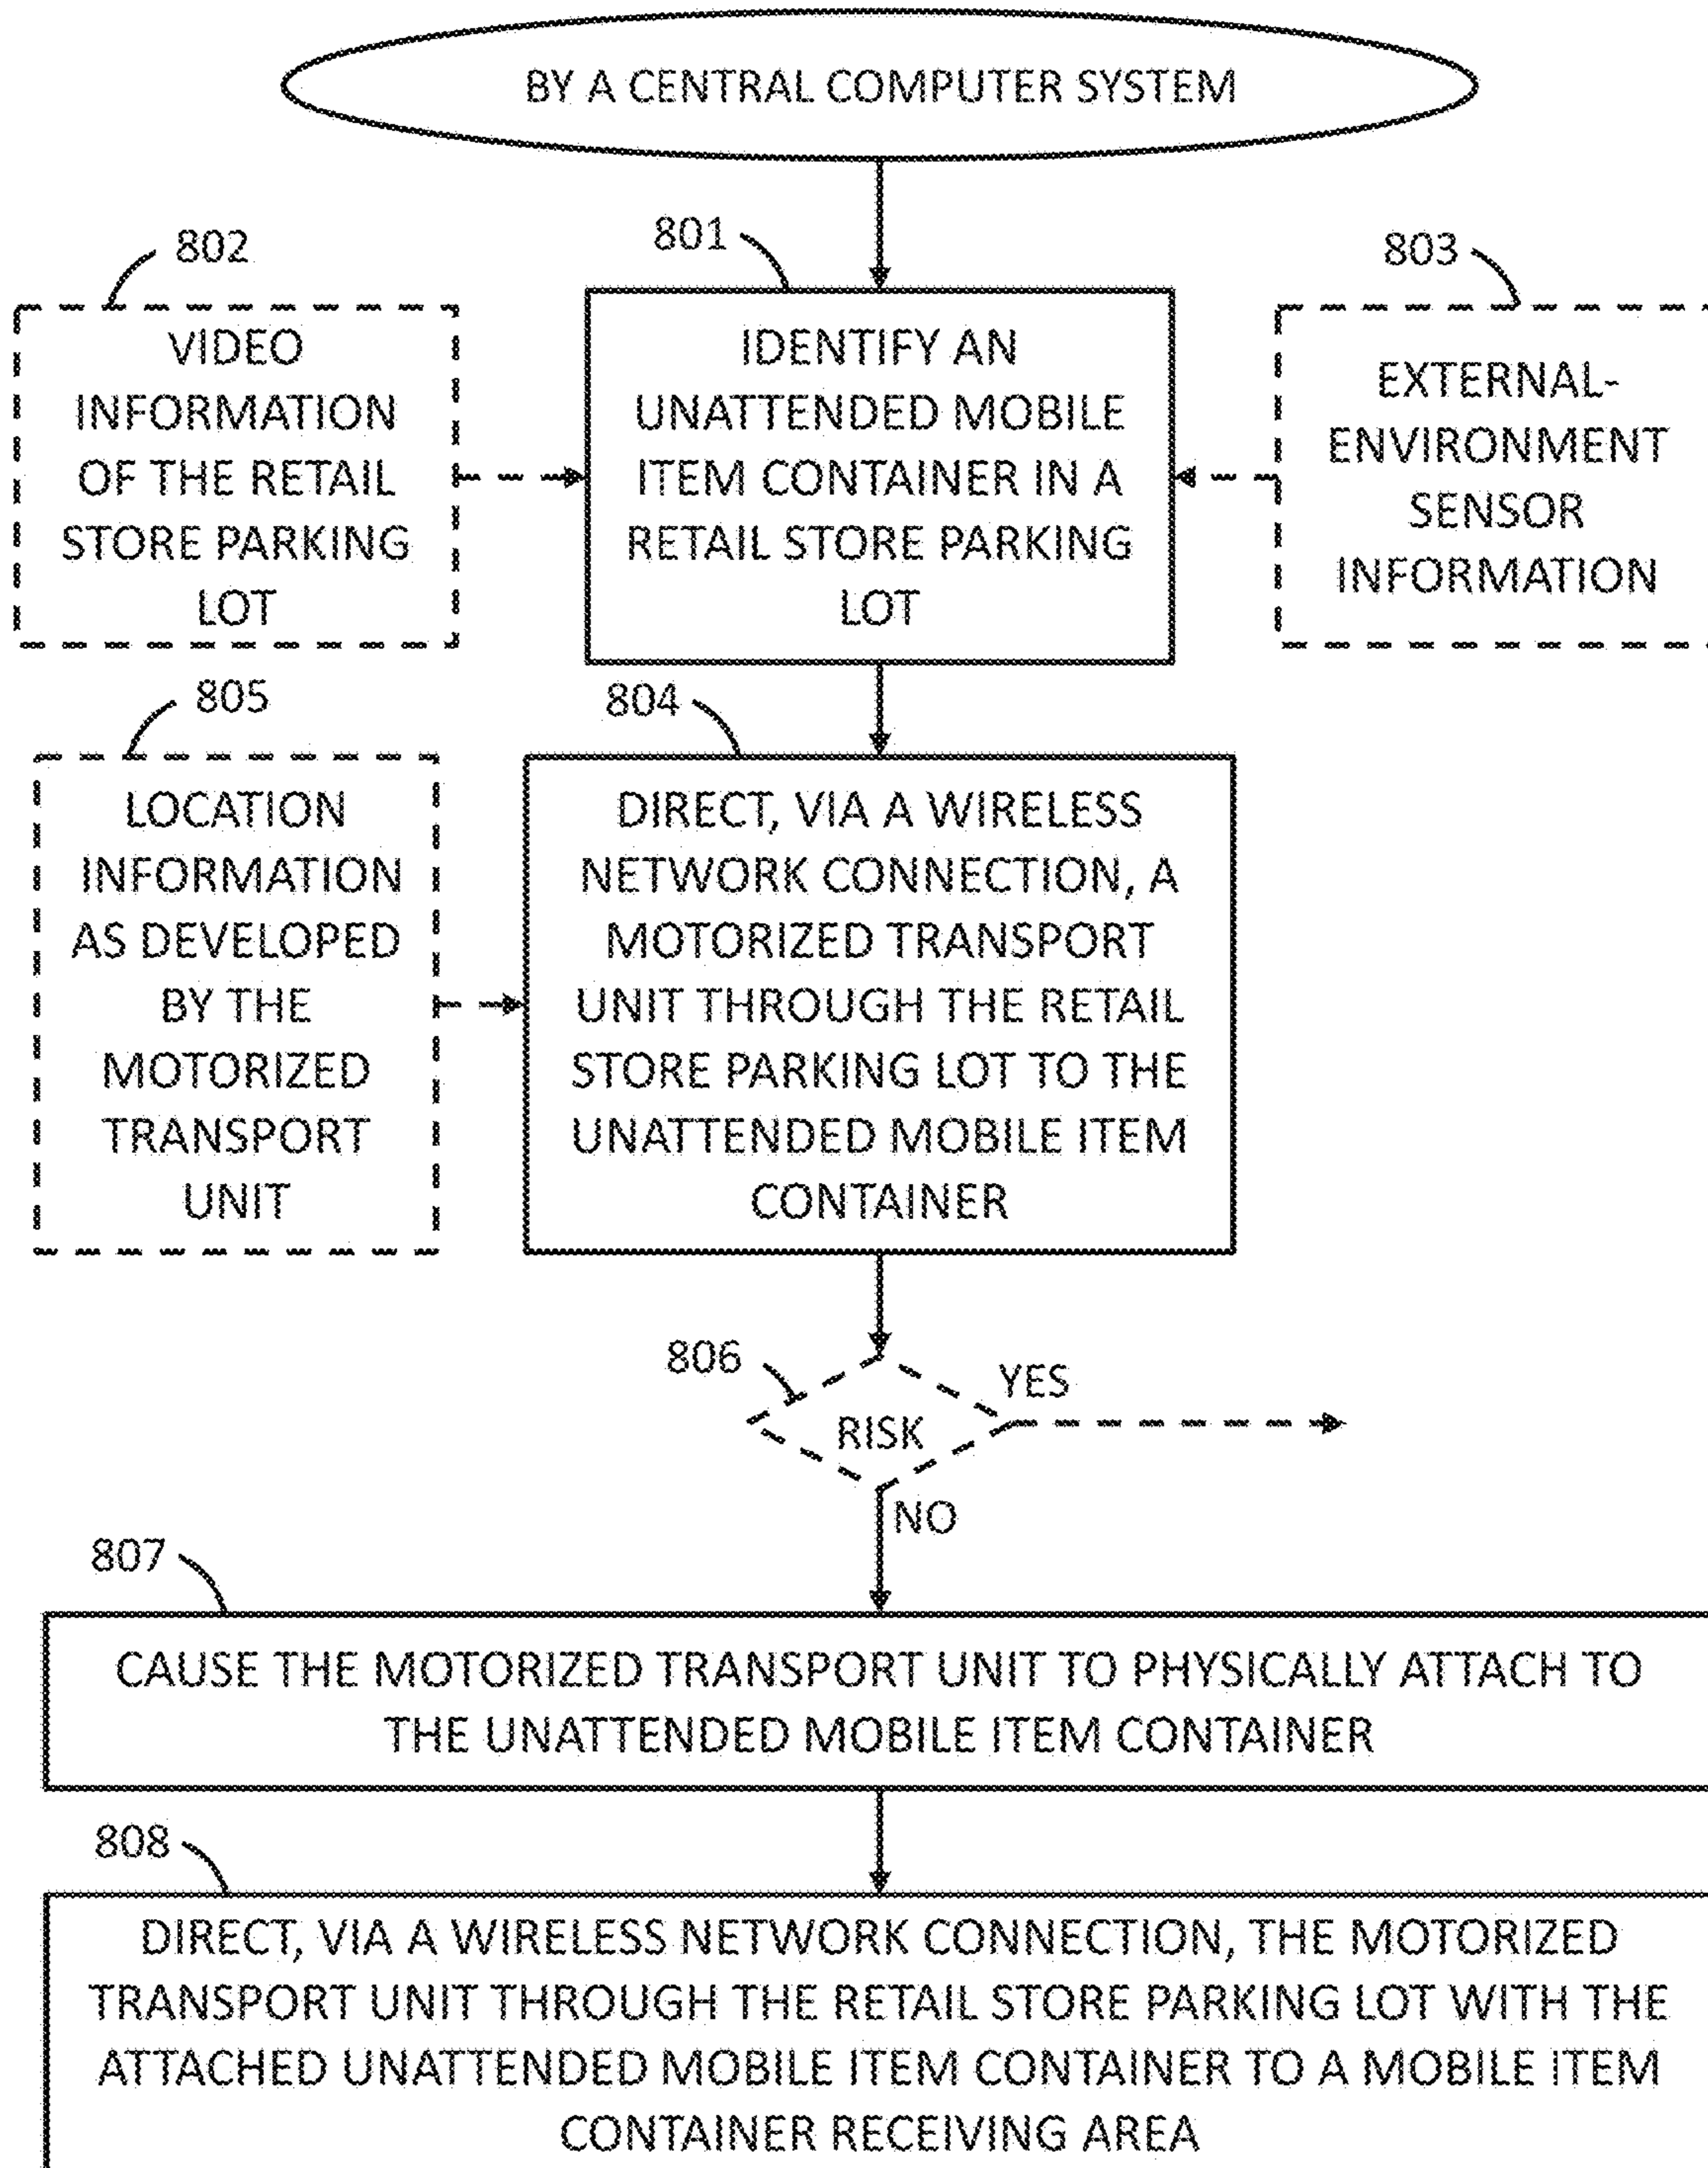 BY A CENTRAL COMPUTER SYSTEM
802
801
803
VIDEO
INFORMATION
OF THE RETAIL
STORE PARKING
LOT
IDENTIFY AN
UNATTENDED MOBILE
ITEM CONTAINER IN A
RETAIL STORE PARKING
LOT
EXTERNAL-
ENVIRONMENT
SENSOR
INFORMATION
805
804
LOCATION
INFORMATION
AS DEVELOPED
BY THE
MOTORIZED
TRANSPORT
UNIT
DIRECT, VIA A WIRELESS
NETWORK CONNECTION, A
MOTORIZED TRANSPORT
UNIT THROUGH THE RETAIL
STORE PARKING LOT TO THE
UNATTENDED MOBILE ITEM
CONTAINER
806
YES
RISK
NO
807
CAUSE THE MOTORIZED TRANSPORT UNIT TO PHYSICALLY ATTACH TO
THE UNATTENDED MOBILE ITEM CONTAINER
808
DIRECT, VIA A WIRELESS NETWORK CONNECTION, THE MOTORIZED
TRANSPORT UNIT THROUGH THE RETAIL STORE PARKING LOT WITH THE
ATTACHED UNATTENDED MOBILE ITEM CONTAINER TO A MOBILE ITEM
CONTAINER RECEIVING AREA